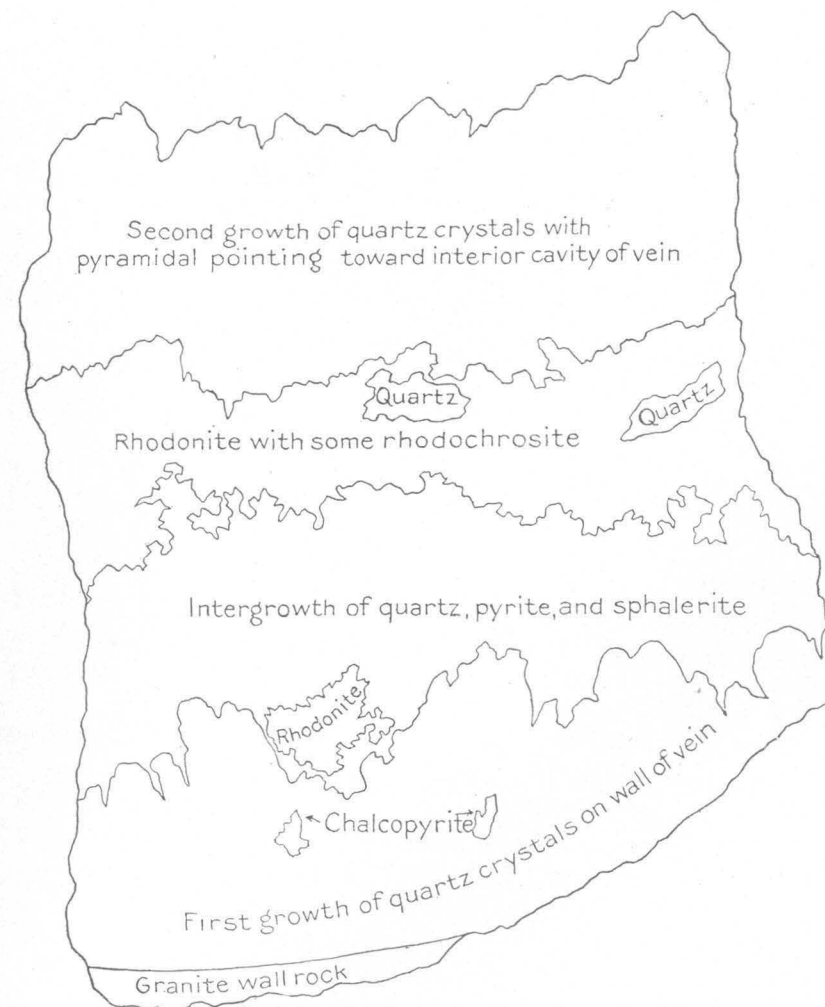 Second growth of quartz crystals with
pyramidal pointing toward interior cavity of vein
Quartz
Quartz
Rhodonite with some rhodochrosite
Intergrowth of quartz, pyrite, and sphalerite
Rhodonite
Chalcopyrite
First growth of quartz crystals on wall of vein
Granite wall rock